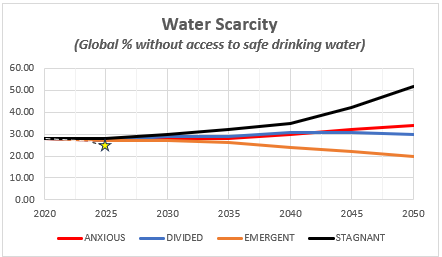 Water Scarcity
(Global % without access to safe drinking water)
60.00
50.00
40.00
30.00
20.00
10.00
0.00
2020 2025 2030 2035 2040 2045 2050
ANXIOUS DIVIDED EMERGENT STAGNANT